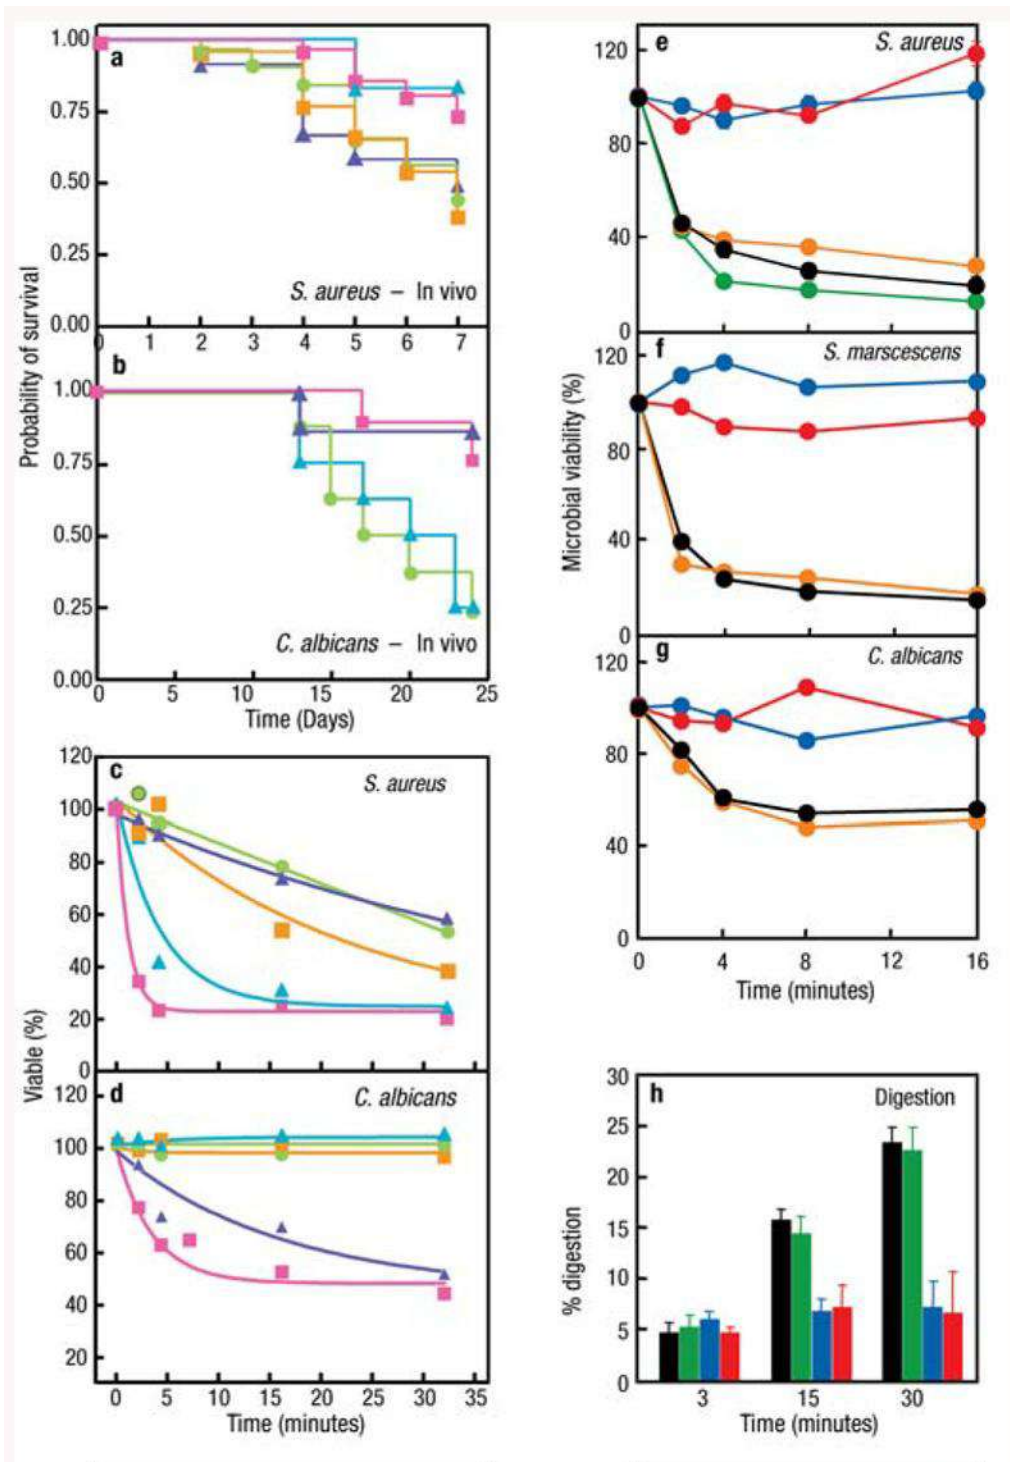 a
1.00
0.75
0.50
0.25
0.00
S. aureus – In vivo
0 1 2 3 4 5 6 7
Probability of survival
b
1.00
0.75
0.50
0.25
0.00
C. albicans – In vivo
0 5 10 15 20 25
Time (Days)
c
S. aureus
120
100
80
60
40
20
0
Viable (%)
d
C. albicans
120
100
80
60
40
20
0 5 10 15 20 25 30 35
Time (minutes)
e
S. aureus
120
80
40
0
f
S. marscescens
120
80
40
0
Microbial viability (%)
g
C. albicans
120
80
40
0
0 4 8 12 16
Time (minutes)
h
Digestion
30
25
20
15
10
5
0
% digestion
3 15 30
Time (minutes)